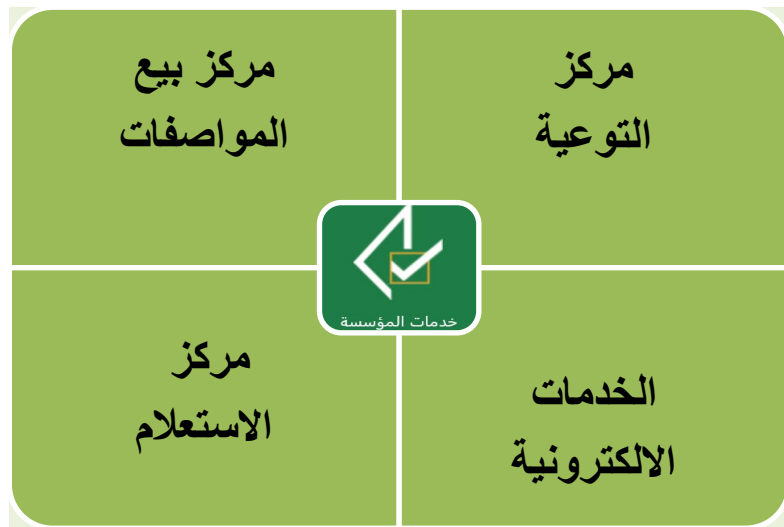 مركز
التوعية
مركز بيع
المواصفات
خدمات المؤسسة
الخدمات
الالكترونية
مركز
الاستعلام